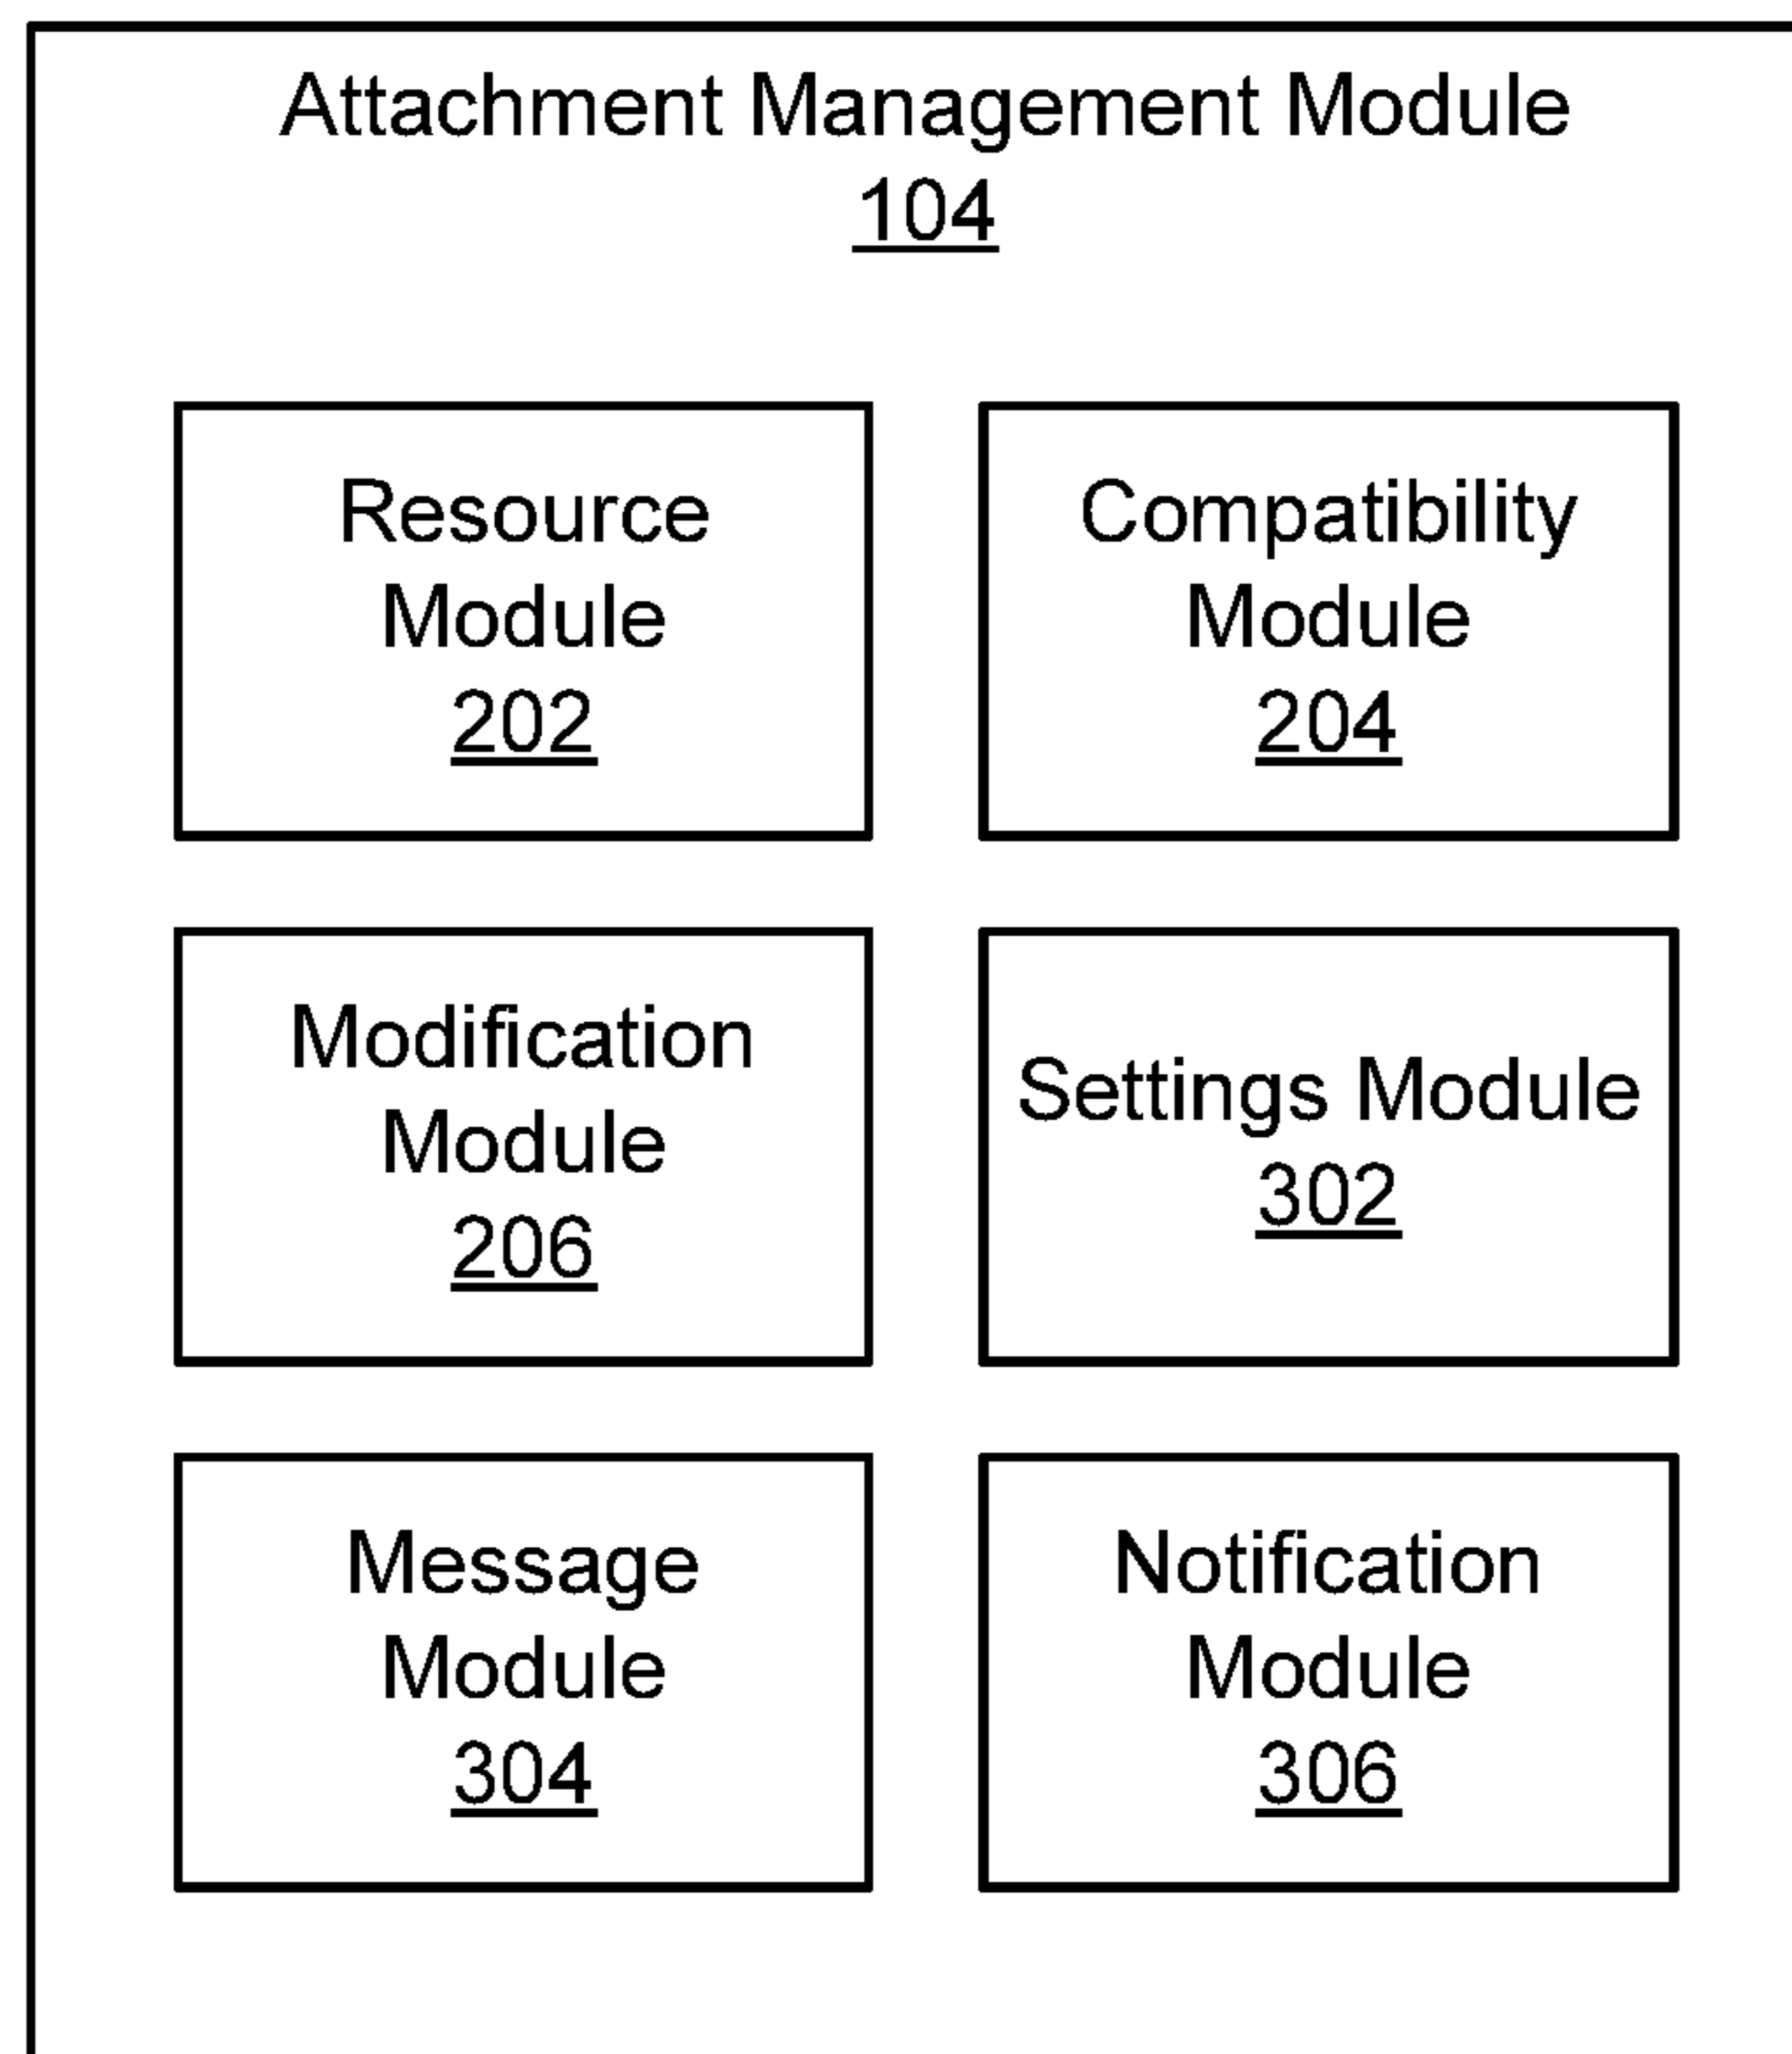 Attachment Management Module
104
Resource
Module
202
Compatibility
Module
204
Modification
Module
206
Settings Module
302
Message
Module
304
Notification
Module
306